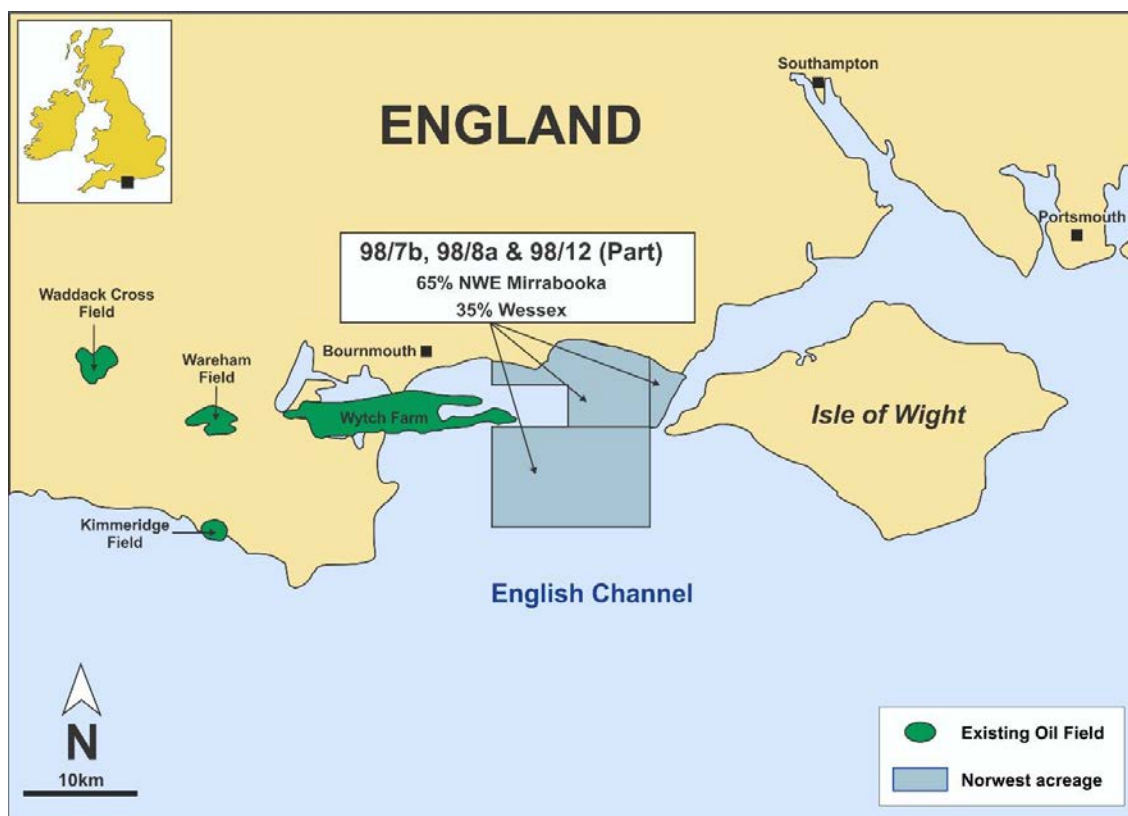 Southampton
ENGLAND
Portsmouth
98/7b, 98/8a & 98/12 (Part)
65% NWE Mirrabooka
35% Wessex
Waddack Cross
Field
Wareham
Field
Bournmouth
Wytch Farm
Isle of Wight
Kimmeridge
Field
English Channel
N
10km
Existing Oil Field
Norwest acreage